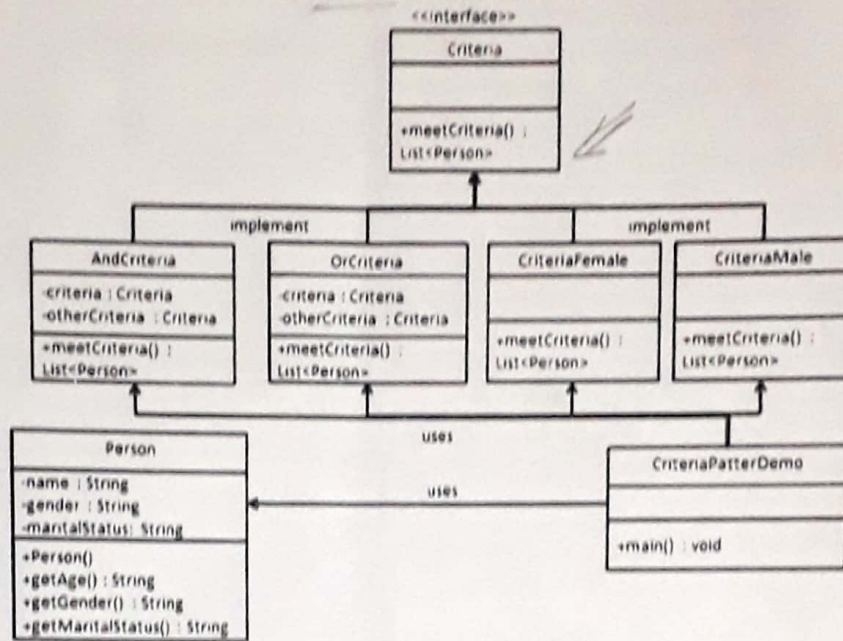 <<interface>>
Criteria
+meetCriteria() :
List<Person>
implement
implement
AndCriteria
-criteria : Criteria
-otherCriteria : Criteria
+meetCriteria() :
List<Person>
OrCriteria
-criteria : Criteria
-otherCriteria : Criteria
+meetCriteria() :
List<Person>
CriteriaFemale
+meetCriteria() :
List<Person>
CriteriaMale
+meetCriteria() :
List<Person>
uses
Person
-name : String
-gender : String
-maritalStatus: String
+Person()
+getAge() : String
+getGender() : String
+getMaritalStatus() : String
uses
CriteriaPatterDemo
+main() : void